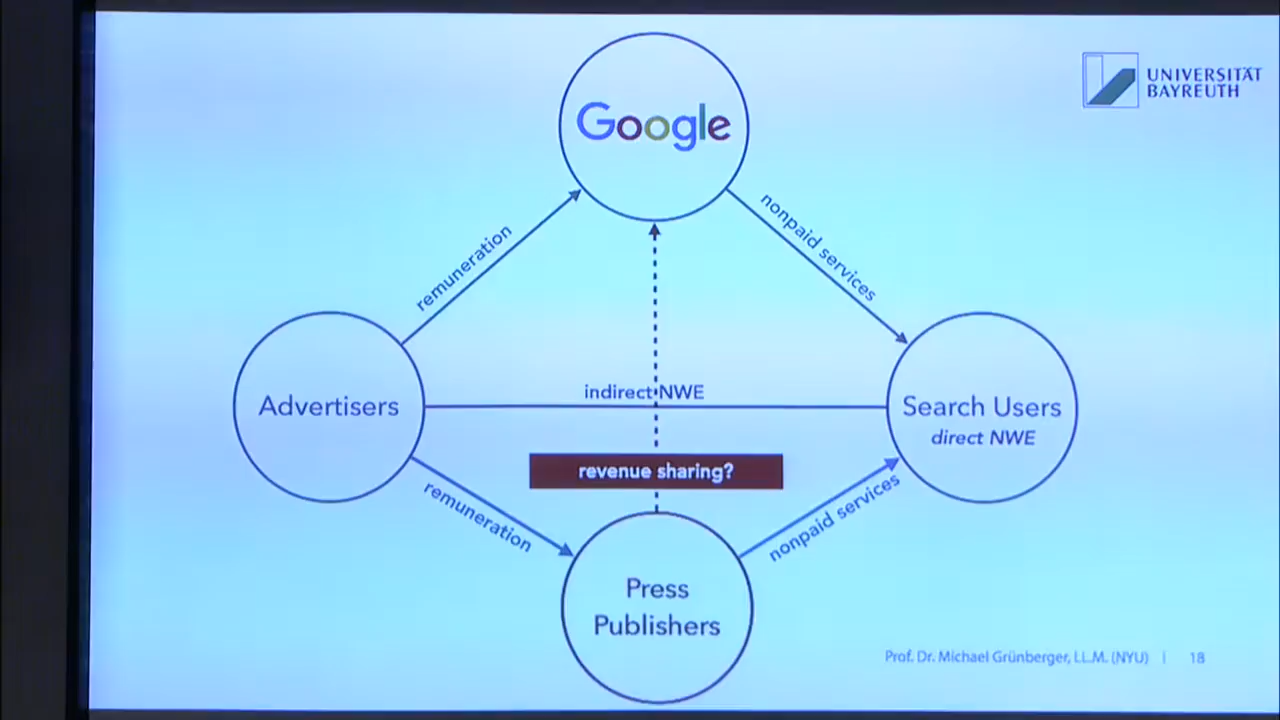 Google
UNIVERSITÄT
BAYREUTH
remuneration
nonpaid services
Advertisers
indirect NWE
Search Users
direct NWE
revenue sharing?
remuneration
nonpaid services
Press
Publishers
Prof. Dr. Michael Grünberger, LL.M. (NYU) | 18